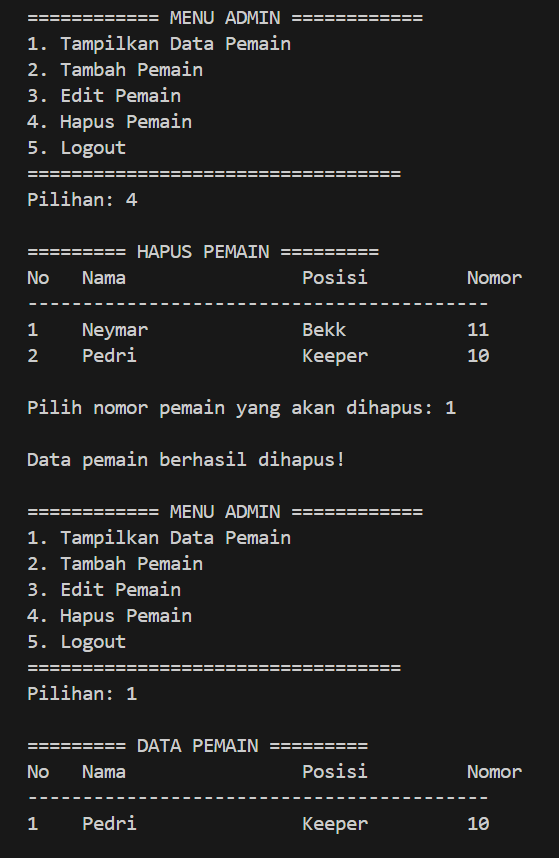 ============ MENU ADMIN ============
1. Tampilkan Data Pemain
2. Tambah Pemain
3. Edit Pemain
4. Hapus Pemain
5. Logout
==================================
Pilihan: 4
========= HAPUS PEMAIN =========
No   Nama                Posisi         Nomor
------------------------------------------
1    Neymar              Bekk           11
2    Pedri               Keeper         10
Pilih nomor pemain yang akan dihapus: 1
Data pemain berhasil dihapus!
============ MENU ADMIN ============
1. Tampilkan Data Pemain
2. Tambah Pemain
3. Edit Pemain
4. Hapus Pemain
5. Logout
==================================
Pilihan: 1
========= DATA PEMAIN =========
No   Nama                Posisi         Nomor
------------------------------------------
1    Pedri               Keeper         10